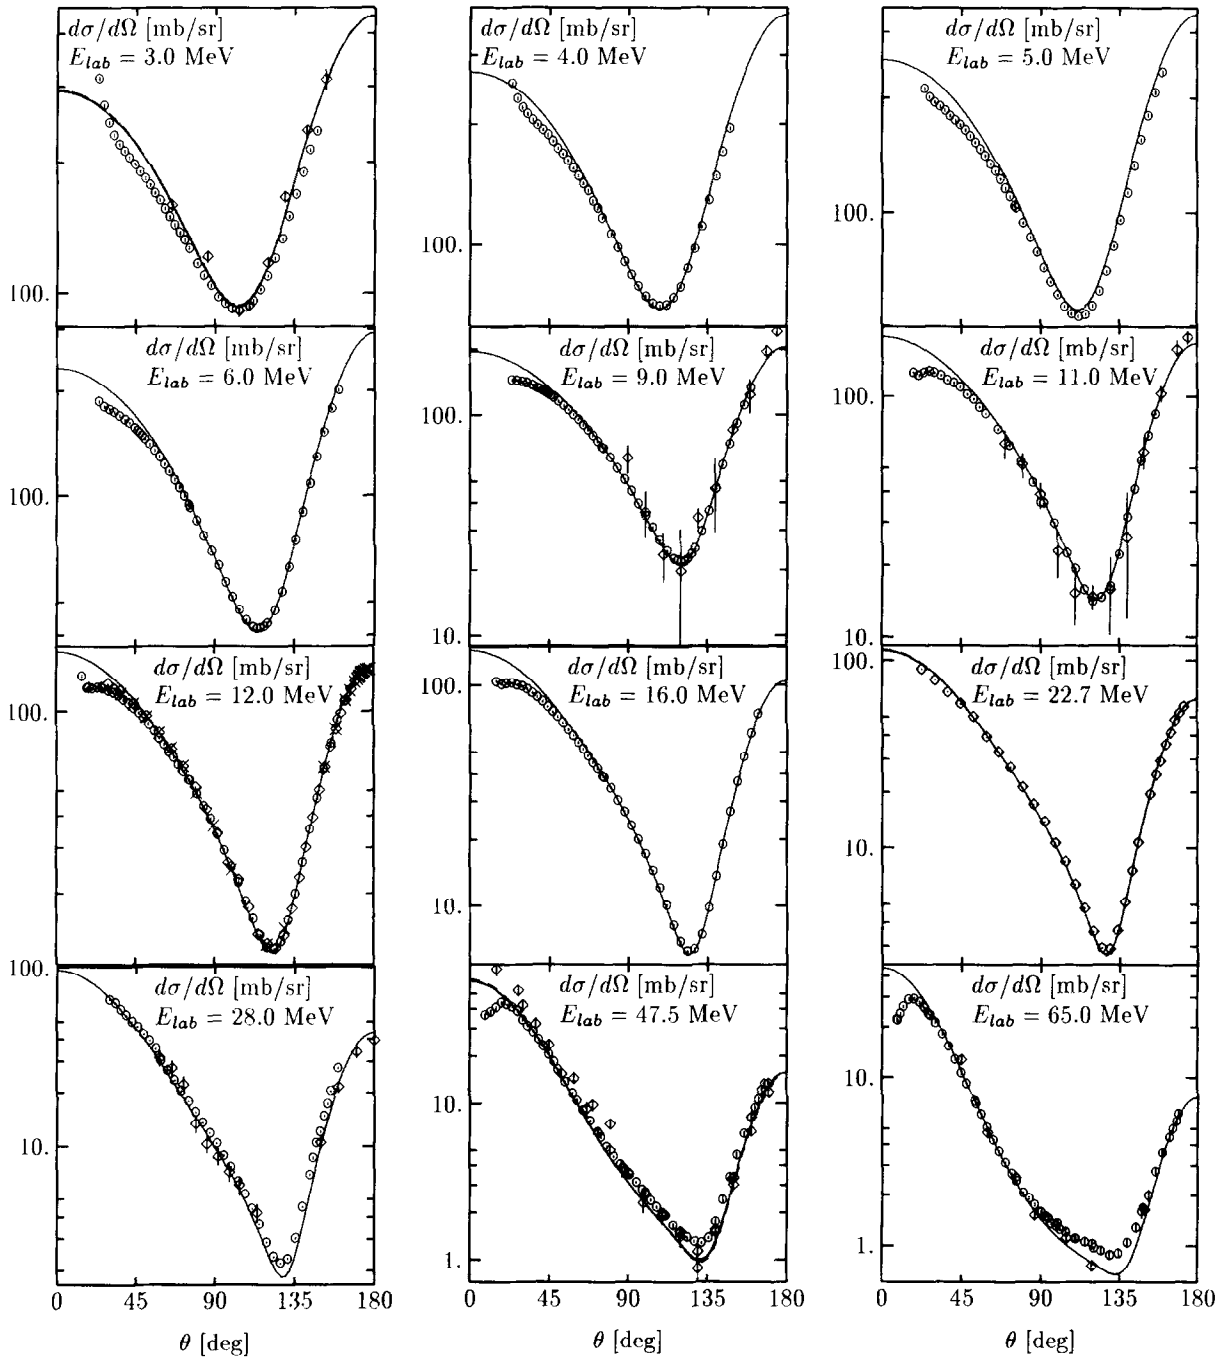 dσ/dΩ [mb/sr]
E_lab = 3.0 MeV
100.
dσ/dΩ [mb/sr]
E_lab = 4.0 MeV
100.
dσ/dΩ [mb/sr]
E_lab = 5.0 MeV
100.
dσ/dΩ [mb/sr]
E_lab = 6.0 MeV
100.
dσ/dΩ [mb/sr]
E_lab = 9.0 MeV
100.
10.
dσ/dΩ [mb/sr]
E_lab = 11.0 MeV
100.
10.
dσ/dΩ [mb/sr]
E_lab = 12.0 MeV
100.
dσ/dΩ [mb/sr]
E_lab = 16.0 MeV
100.
10.
dσ/dΩ [mb/sr]
E_lab = 22.7 MeV
100.
10.
100.
dσ/dΩ [mb/sr]
E_lab = 28.0 MeV
10.
dσ/dΩ [mb/sr]
E_lab = 47.5 MeV
10.
1.
dσ/dΩ [mb/sr]
E_lab = 65.0 MeV
10.
1.
0 45 90 135 180
0 45 90 135 180
0 45 90 135 180
θ [deg]
θ [deg]
θ [deg]